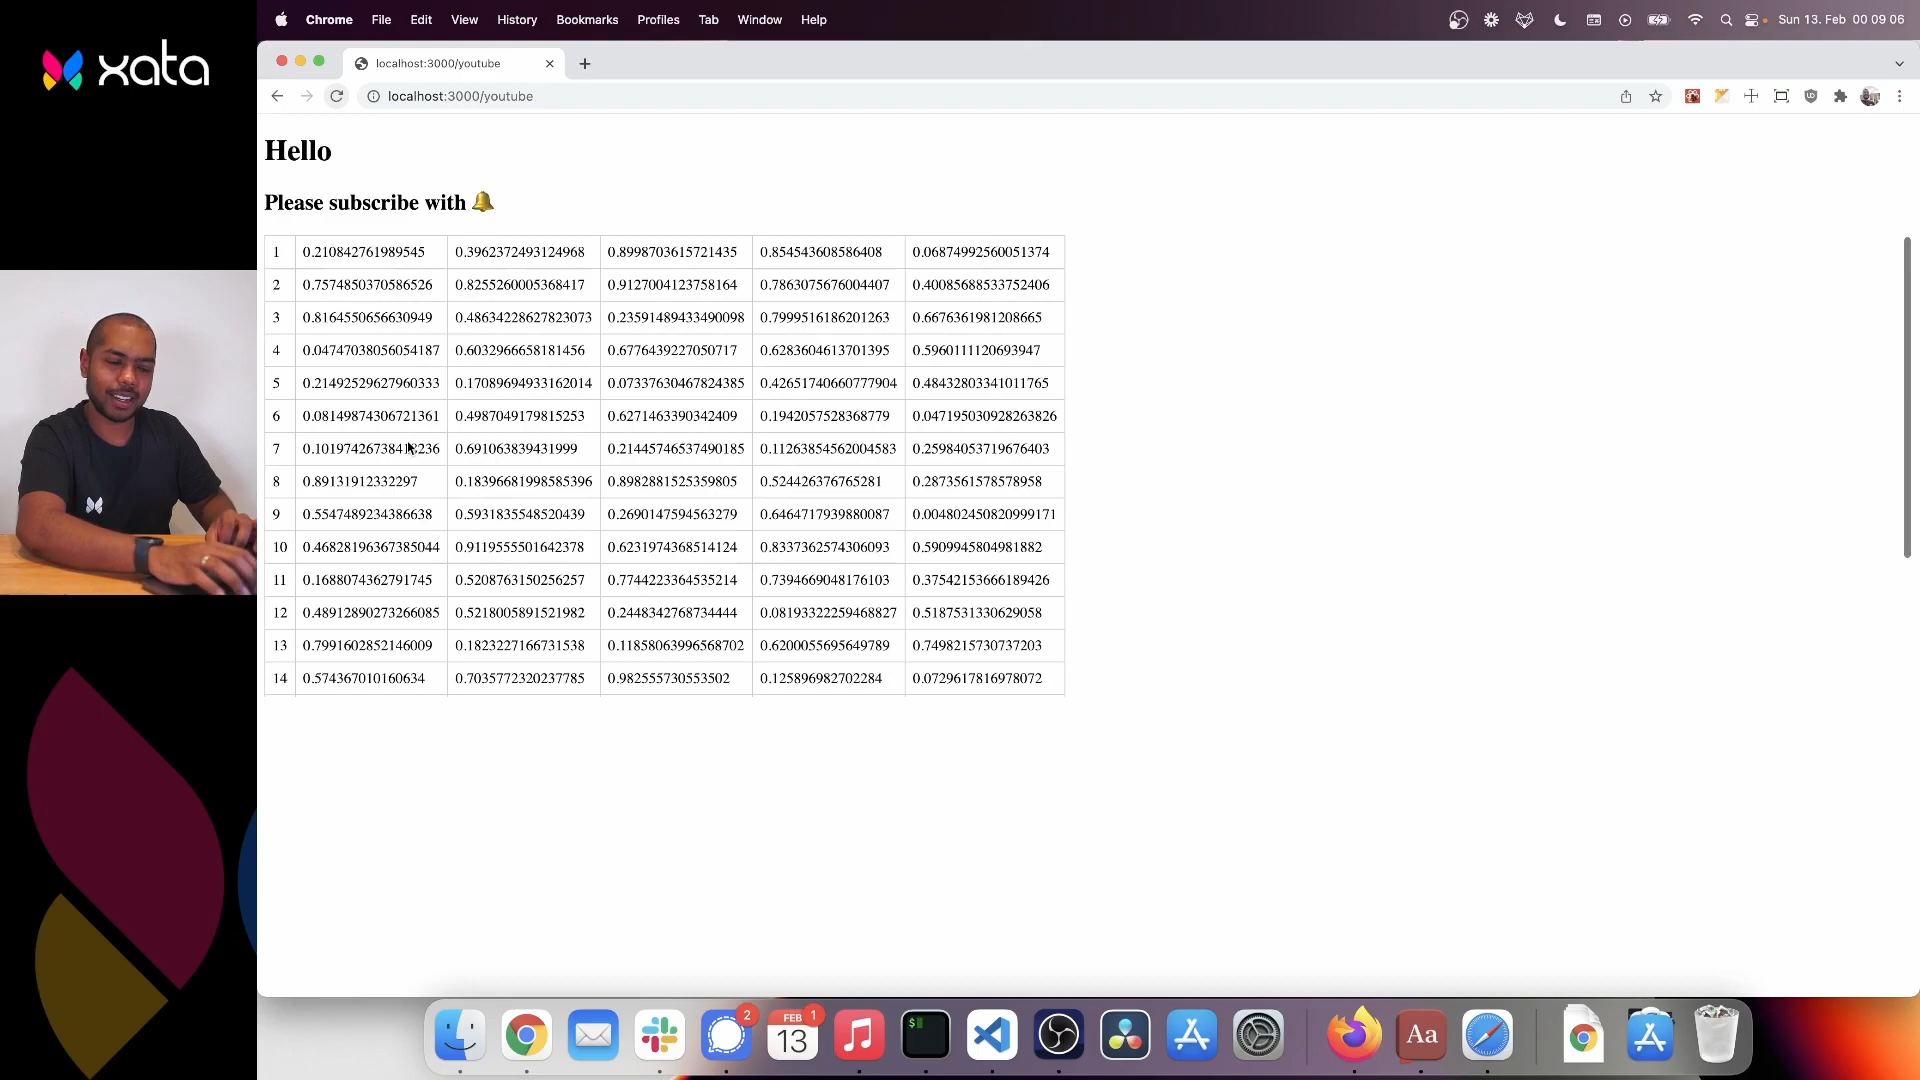 xata
Chrome File Edit View History Bookmarks Profiles Tab Window Help
Sun 13. Feb 00 09 06
localhost:3000/youtube
localhost:3000/youtube
Hello
Please subscribe with 🔔
1 0.210842761989545 0.3962372493124968 0.8998703615721435 0.854543608586408 0.06874992560051374
2 0.7574850370586526 0.8255260005368417 0.9127004123758164 0.7863075676004407 0.40085688533752406
3 0.8164550656630949 0.48634228627823073 0.23591489433490098 0.7999516186201263 0.6676361981208665
4 0.04747038056054187 0.6032966658181456 0.6776439227050717 0.6283604613701395 0.5960111120693947
5 0.21492529627960333 0.17089694933162014 0.07337630467824385 0.42651740660777904 0.48432803341011765
6 0.08149874306721361 0.4987049179815253 0.6271463390342409 0.1942057528368779 0.047195030928263826
7 0.691063839431999 0.21445746537490185 0.11263854562004583 0.25984053719676403
8 0.89131912332297 0.18396681998585396 0.8982881525359805 0.524426376765281 0.2873561578578958
9 0.5547489234386638 0.5931835548520439 0.2690147594563279 0.6464717939880087 0.004802450820999171
10 0.46828196367385044 0.9119555501642378 0.6231974368514124 0.8337362574306093 0.5909945804981882
11 0.1688074362791745 0.5208763150256257 0.7744223364535214 0.7394669048176103 0.37542153666189426
12 0.48912890273266085 0.5218005891521982 0.2448342768734444 0.08193322259468827 0.5187531330629058
13 0.7991602852146009 0.1823227166731538 0.11858063996568702 0.6200055695649789 0.7498215730737203
14 0.574367010160634 0.7035772320237785 0.982555730553502 0.125896982702284 0.0729617816978072
2
1
FEB
13
$
Aa